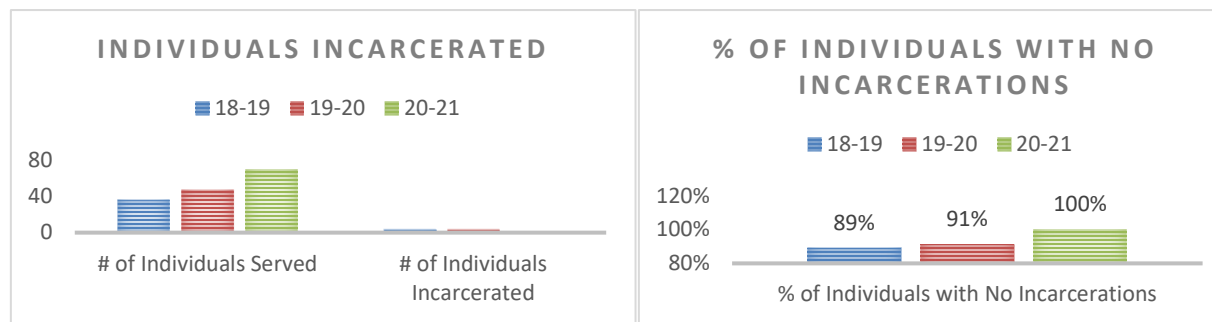 INDIVIDUALS INCARCERATED
18-19 19-20 20-21
80
40
0
# of Individuals Served
# of Individuals
Incarcerated
% OF INDIVIDUALS WITH NO
INCARCERATIONS
18-19 19-20 20-21
120%
100%
80%
89% 91% 100%
% of Individuals with No Incarcerations